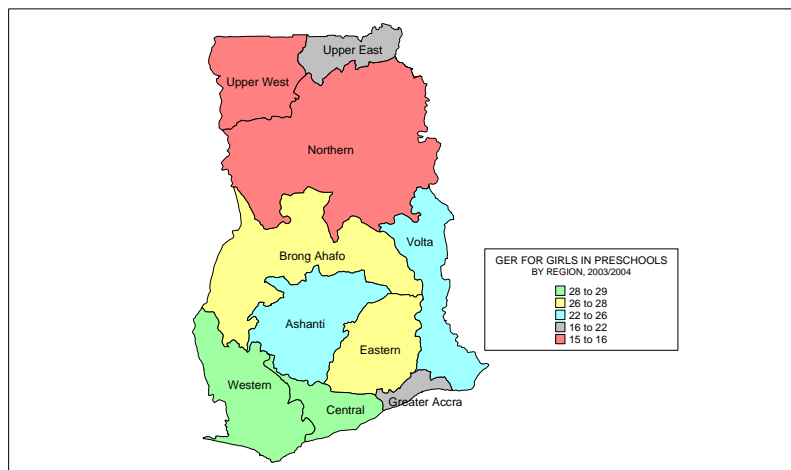 Upper East
Upper West
Northern
Volta
Brong Ahafo
GER FOR GIRLS IN PRESCHOOLS
BY REGION, 2003/2004
28 to 29
26 to 28
22 to 26
16 to 22
15 to 16
Ashanti
Eastern
Western
Central
Greater Accra